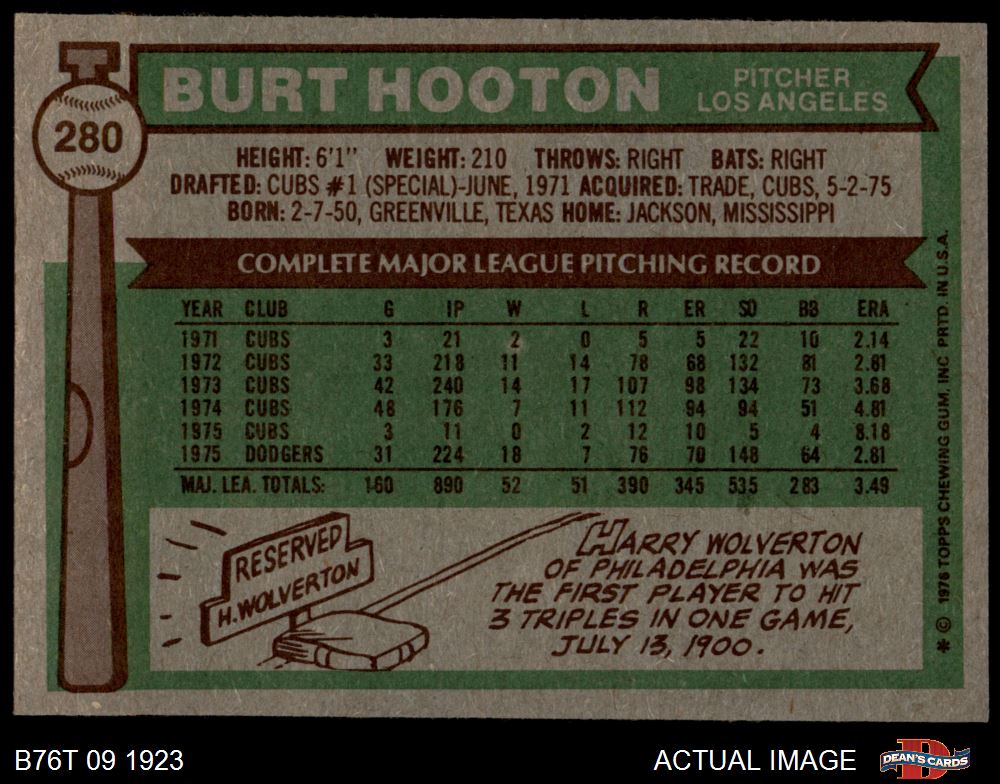 BURT HOOTON
PITCHER
LOS ANGELES
280
HEIGHT: 6'1" WEIGHT: 210 THROWS: RIGHT BATS: RIGHT
DRAFTED: CUBS #1 (SPECIAL)-JUNE, 1971 ACQUIRED: TRADE, CUBS, 5-2-75
BORN: 2-7-50, GREENVILLE, TEXAS HOME: JACKSON, MISSISSIPPI
COMPLETE MAJOR LEAGUE PITCHING RECORD
YEAR CLUB G IP W L R ER SO BB ERA
1971 CUBS 3 21 2 0 5 5 22 10 2.14
1972 CUBS 33 218 11 14 78 68 132 81 2.81
1973 CUBS 42 240 14 17 107 98 134 73 3.68
1974 CUBS 48 176 7 11 112 94 94 51 4.81
1975 CUBS 3 11 0 2 12 10 5 4 8.18
1975 DODGERS 31 224 18 7 76 70 148 64 2.81
MAJ. LEA. TOTALS: 160 890 52 51 390 345 535 283 3.49
RESERVED
H. WOLVERTON
HARRY WOLVERTON
OF PHILADELPHIA WAS
THE FIRST PLAYER TO HIT
3 TRIPLES IN ONE GAME,
JULY 13, 1900.
* © 1976 TOPPS CHEWING GUM, INC. PRTD. IN U.S.A.
B76T 09 1923
ACTUAL IMAGE
D
DEAN'S CARDS